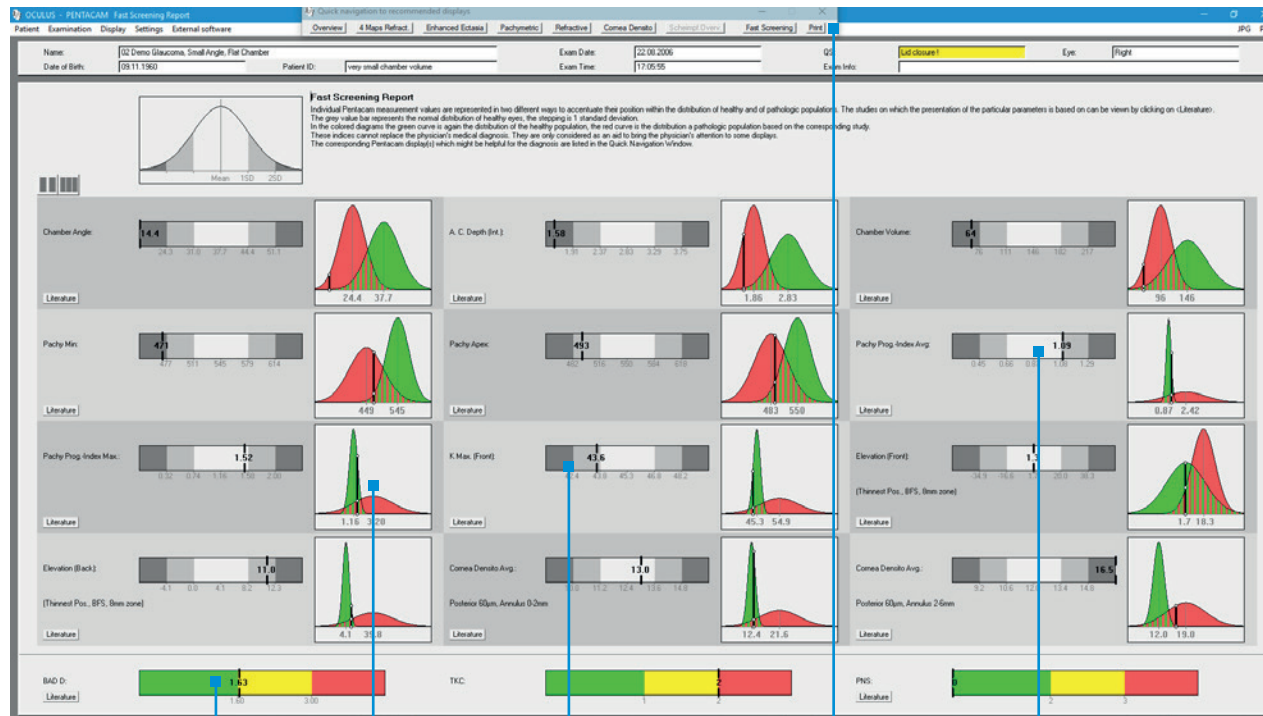 OCULUS - PENTACAM Fast Screening Report
Quick navigation to recommended displays
Patient Examination Display Settings External software
Overview 4 Maps Refract. Enhanced Ectasia Pachymetric Refractive Cornea Densito Scheimpf Overv. Fast Screening Print
JPG
Name: 02 Demo Glaucoma, Small Angle, Flat Chamber Exam Date: 22.08.2006 QS: Lid closure ! Eye: Right
Date of Birth: 09.11.1960 Patient ID: very small chamber volume Exam Time: 17:05:55 Exam Info:
Fast Screening Report
Individual Pentacam measurement values are represented in two different ways to accentuate their position within the distribution of healthy and of pathologic populations. The studies on which the presentation of the particular parameters is based on can be viewn by clicking on <Literature>.
The grey value bar represents the normal distribution of healthy eyes, the stepping is 1 standard deviation.
In the colored diagrams the green curve is again the distribution of the healthy population, the red curve is the distribution a pathologic population based on the corresponding study.
These indices cannot replace the physician's medical diagnosis. They are only considered as an aid to bring the physician's attention to some displays.
The corresponding Pentacam display(s) which might be helpful for the diagnosis are listed in the Quick Navigation Window.
Mean 1SD 2SD
Chamber Angle: 14.4
24.3 31.0 37.7 44.4 51.1
Literature
24.4 37.7
A. C. Depth (Int.): 1.58
1.91 2.37 2.83 3.29 3.75
Literature
1.86 2.83
Chamber Volume: 64
76 111 146 182 217
Literature
96 146
Pachy Min: 471
477 511 545 579 614
Literature
449 545
Pachy Apex: 493
482 516 550 584 618
Literature
483 550
Pachy Prog.-Index Avg: 1.09
0.45 0.66 1.08 1.29
Literature
0.87 2.42
Pachy Prog.-Index Max.: 1.52
0.32 0.74 1.16 1.58 2.00
Literature
1.16
K Max. (Front): 43.6
43.8 45.3 46.8 48.2
Literature
45.3 54.9
Elevation (Front):
-34.9 -16.6 20.0 38.3
(Thinnest Pos., BFS, 8mm zone)
Literature
1.7 18.3
Elevation (Back): 11.0
-4.1 0.0 4.1 8.2 12.3
(Thinnest Pos., BFS, 8mm zone)
Literature
4.1
Cornea Densito Avg.: 13.0
11.2 12.4 13.6 14.8
Posterior 60µm, Annulus 0-2mm
Literature
12.4 21.6
Cornea Densito Avg.: 16.5
9.2 10.6 13.4 14.8
Posterior 60µm, Annulus 2-6mm
Literature
12.0 19.0
BAD D: 1.63
1.60 3.00
Literature
TKC: 2
1 2
PNS: 0
2 3
Literature